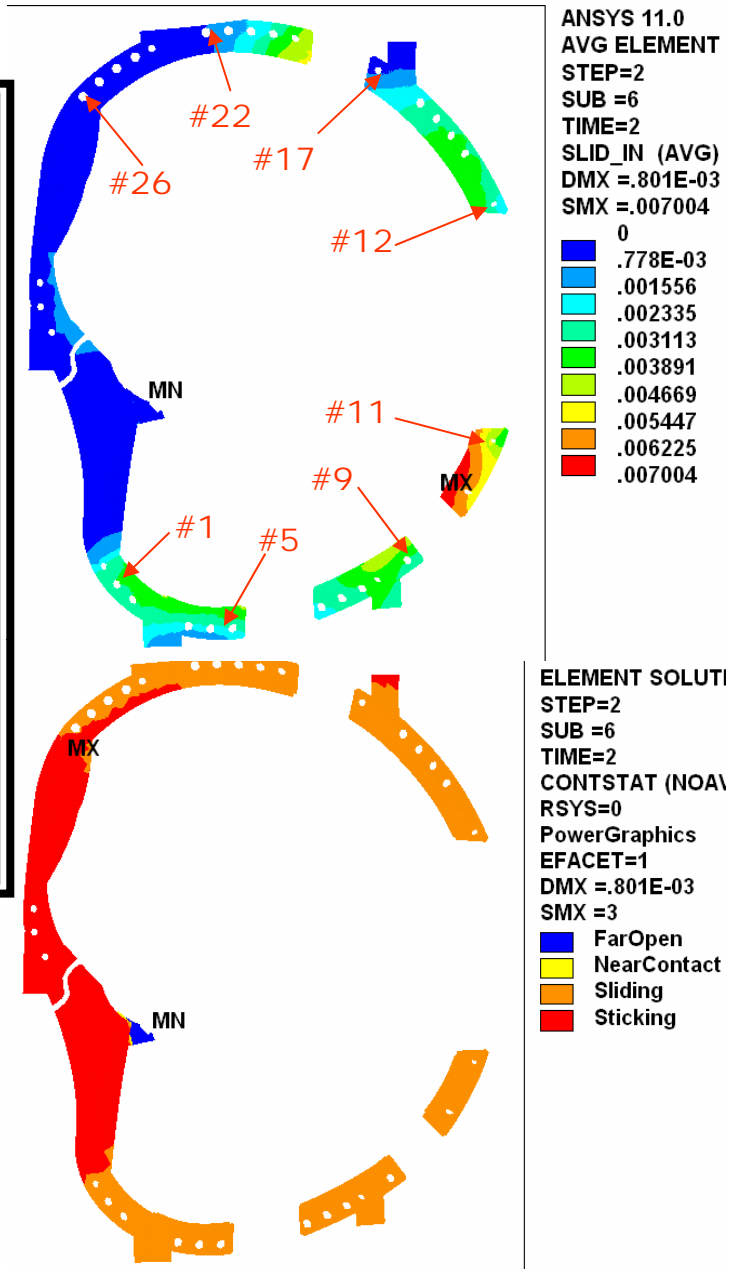 ANSYS 11.0
AVG ELEMENT
STEP=2
SUB =6
TIME=2
SLID_IN (AVG)
DMX =.801E-03
SMX =.007004
0
.778E-03
.001556
.002335
.003113
.003891
.004669
.005447
.006225
.007004
#22
#17
#26
#12
MN
#11
#9
MX
#1
#5
ELEMENT SOLUTI
STEP=2
SUB =6
TIME=2
CONTSTAT (NOAV
RSYS=0
PowerGraphics
EFACET=1
DMX =.801E-03
SMX =3
FarOpen
NearContact
Sliding
Sticking
MX
MN